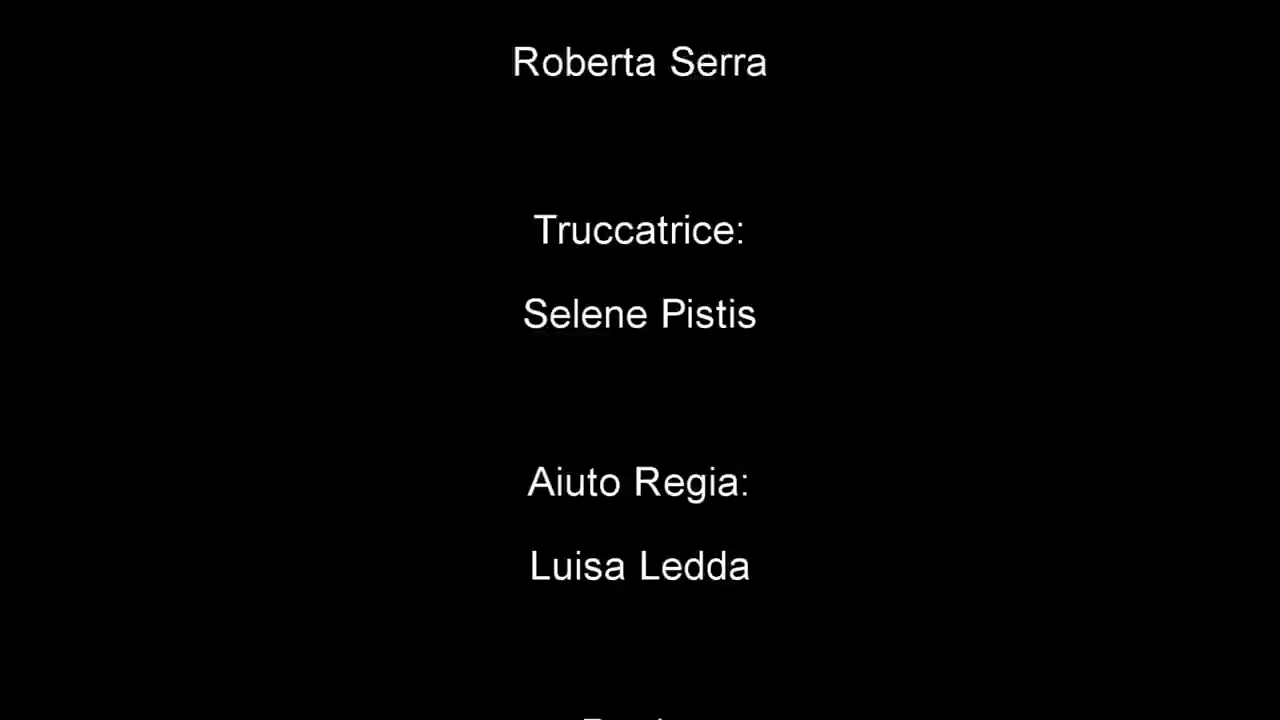 Roberta Serra
Truccatrice:
Selene Pistis
Aiuto Regia:
Luisa Ledda